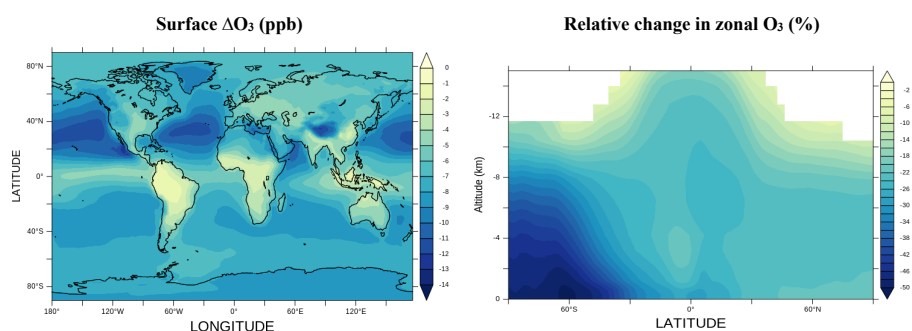 Surface ΔO₃ (ppb)
Relative change in zonal O₃ (%)
80°N
40°N
0°
40°S
80°S
LATITUDE
180°
120°W
60°W
0°
60°E
120°E
LONGITUDE
0
-1
-2
-3
-4
-5
-6
-7
-8
-9
-10
-11
-12
-13
-14
-12
-8
-4
0
Altitude (km)
60°S
0°
60°N
LATITUDE
-2
-6
-10
-14
-18
-22
-26
-30
-34
-38
-42
-46
-50